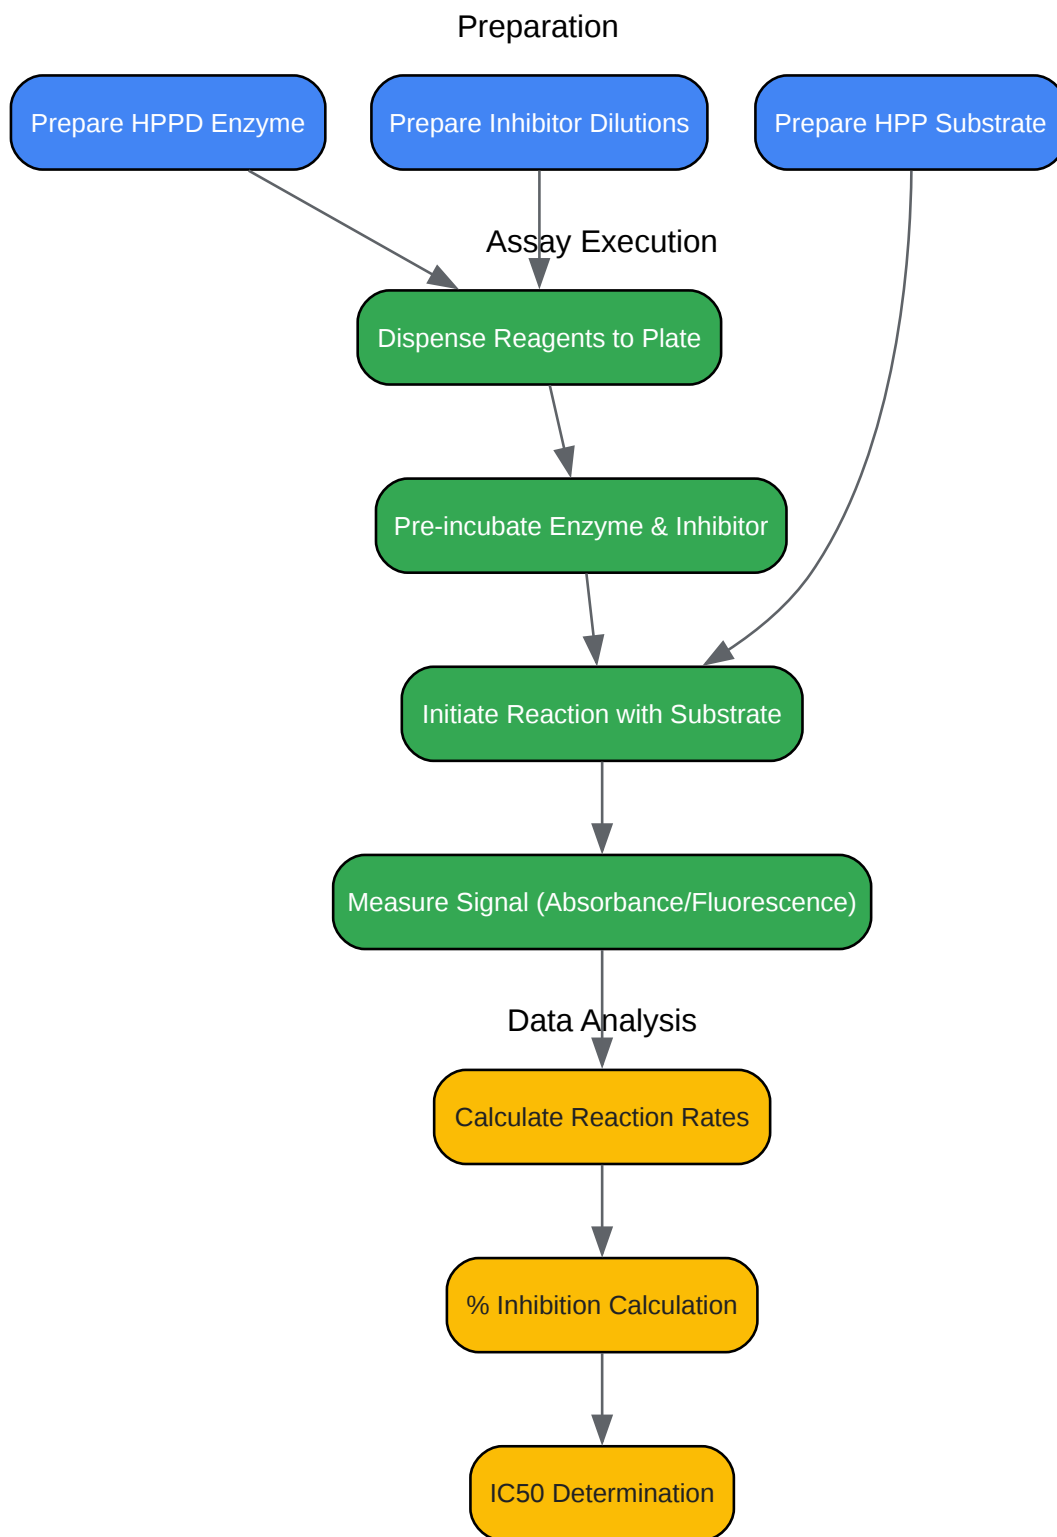 Preparation
Prepare HPPD Enzyme
Prepare Inhibitor Dilutions
Prepare HPP Substrate
Assay Execution
Dispense Reagents to Plate
Pre-incubate Enzyme & Inhibitor
Initiate Reaction with Substrate
Measure Signal (Absorbance/Fluorescence)
Data Analysis
Calculate Reaction Rates
% Inhibition Calculation
IC50 Determination